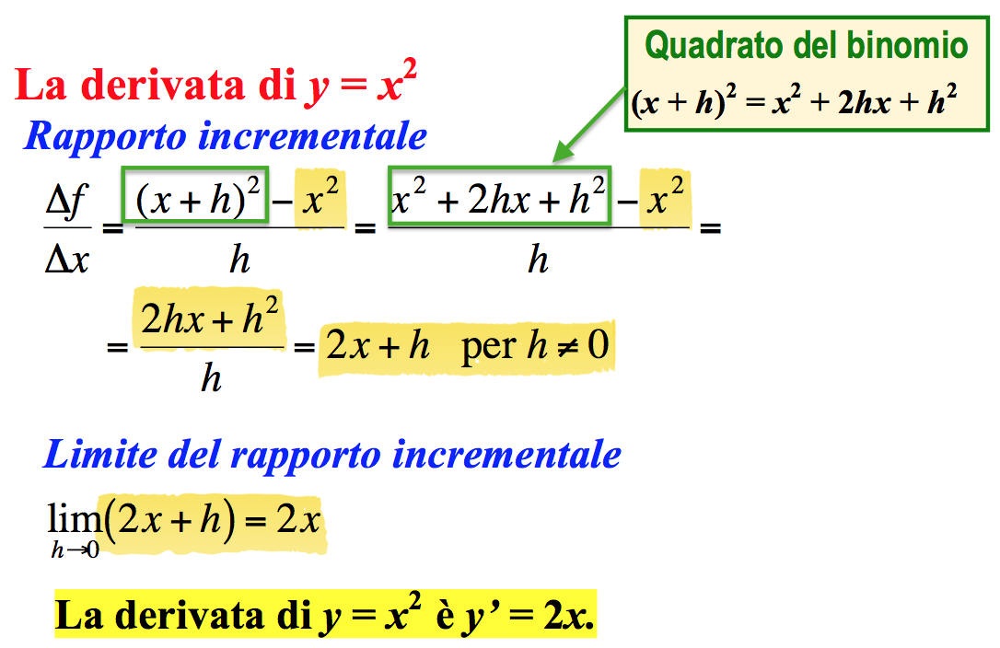 Quadrato del binomio
(x + h)² = x² + 2hx + h²
La derivata di y = x²
Rapporto incrementale
Δf/Δx = ((x + h)² − x²)/h = (x² + 2hx + h² − x²)/h =
= (2hx + h²)/h = 2x + h per h ≠ 0
Limite del rapporto incrementale
lim h→0 (2x + h) = 2x
La derivata di y = x² è y’ = 2x.